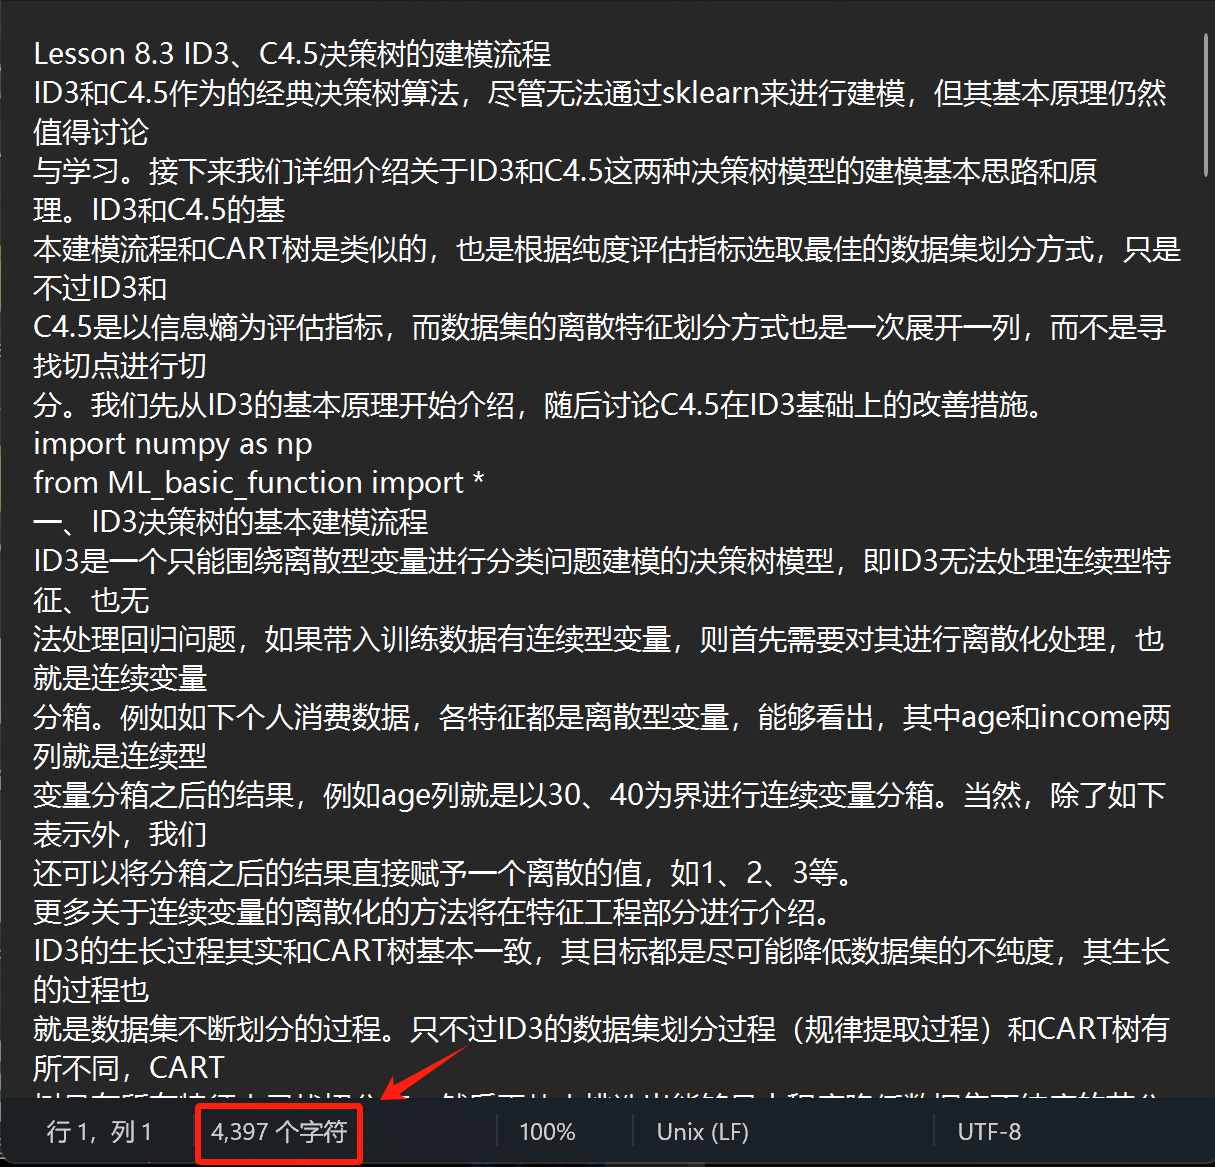 Lesson 8.3 ID3、C4.5决策树的建模流程
ID3和C4.5作为的经典决策树算法，尽管无法通过sklearn来进行建模，但其基本原理仍然
值得讨论
与学习。接下来我们详细介绍关于ID3和C4.5这两种决策树模型的建模基本思路和原
理。ID3和C4.5的基
本建模流程和CART树是类似的，也是根据纯度评估指标选取最佳的数据集划分方式，只是
不过ID3和
C4.5是以信息熵为评估指标，而数据集的离散特征划分方式也是一次展开一列，而不是寻
找切点进行切
分。我们先从ID3的基本原理开始介绍，随后讨论C4.5在ID3基础上的改善措施。
import numpy as np
from ML_basic_function import *
一、ID3决策树的基本建模流程
ID3是一个只能围绕离散型变量进行分类问题建模的决策树模型，即ID3无法处理连续型特
征、也无
法处理回归问题，如果带入训练数据有连续型变量，则首先需要对其进行离散化处理，也
就是连续变量
分箱。例如如下个人消费数据，各特征都是离散型变量，能够看出，其中age和income两
列就是连续型
变量分箱之后的结果，例如age列就是以30、40为界进行连续变量分箱。当然，除了如下
表示外，我们
还可以将分箱之后的结果直接赋予一个离散的值，如1、2、3等。
更多关于连续变量的离散化的方法将在特征工程部分进行介绍。
ID3的生长过程其实和CART树基本一致，其目标都是尽可能降低数据集的不纯度，其生长
的过程也
就是数据集不断划分的过程。只不过ID3的数据集划分过程（规律提取过程）和CART树有
所不同，CART
行 1，列 1 4,397 个字符 100% Unix (LF) UTF-8